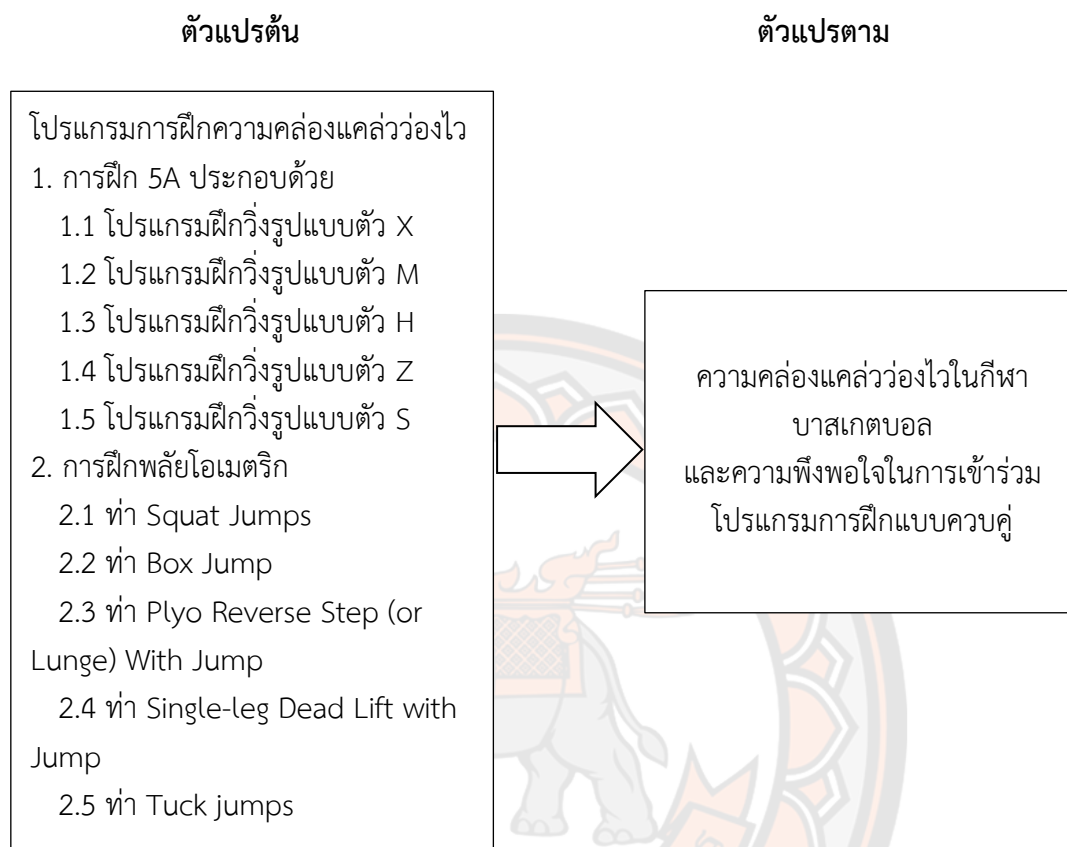 ตัวแปรต้น
ตัวแปรตาม
โปรแกรมการฝึกความคล่องแคล่วว่องไว
1. การฝึก 5A ประกอบด้วย
1.1 โปรแกรมฝึกวิ่งรูปแบบตัว X
1.2 โปรแกรมฝึกวิ่งรูปแบบตัว M
1.3 โปรแกรมฝึกวิ่งรูปแบบตัว H
1.4 โปรแกรมฝึกวิ่งรูปแบบตัว Z
1.5 โปรแกรมฝึกวิ่งรูปแบบตัว S
2. การฝึกพลัยโอเมตริก
2.1 ท่า Squat Jumps
2.2 ท่า Box Jump
2.3 ท่า Plyo Reverse Step (or
Lunge) With Jump
2.4 ท่า Single-leg Dead Lift with
Jump
2.5 ท่า Tuck jumps
ความคล่องแคล่วว่องไวในกีฬา
บาสเกตบอล
และความพึงพอใจในการเข้าร่วม
โปรแกรมการฝึกแบบควบคู่